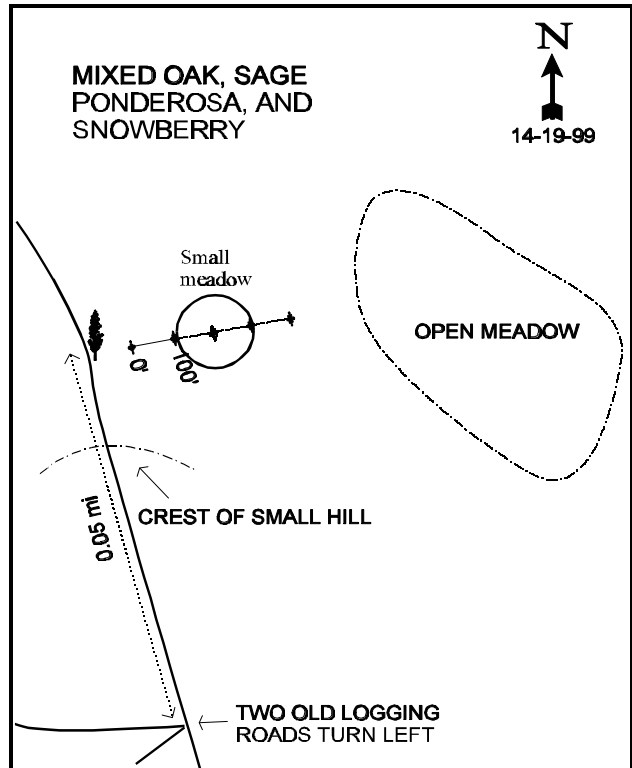 MIXED OAK, SAGE
PONDEROSA, AND
SNOWBERRY
N
14-19-99
Small
meadow
OPEN MEADOW
0'
100'
CREST OF SMALL HILL
0.05 mi
TWO OLD LOGGING
ROADS TURN LEFT